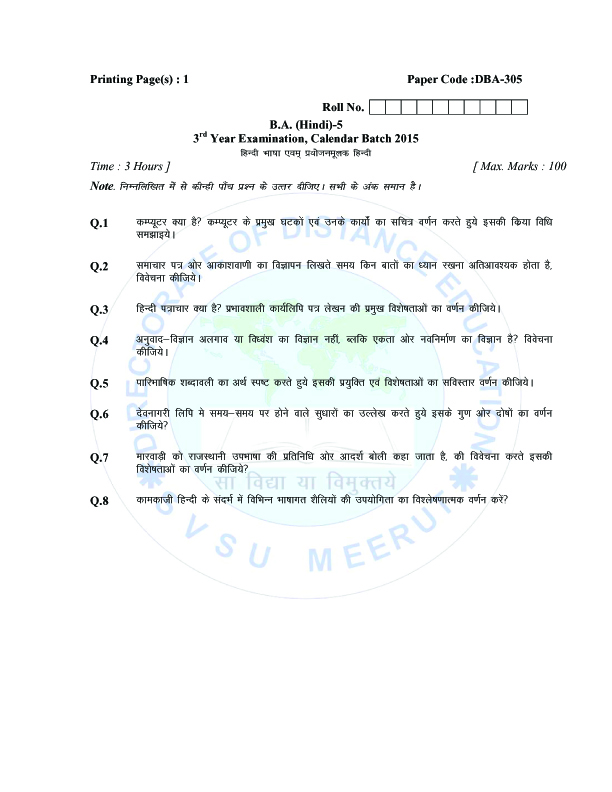 Printing Page(s) : 1 Paper Code :DBA-305
Roll No.
B.A. (Hindi)-5
3rd Year Examination, Calendar Batch 2015
हिन्दी भाषा एवम् प्रयोजनमूलक हिन्दी
Time : 3 Hours ] [ Max. Marks : 100
Note. निम्नलिखित में से कीन्ही पाँच प्रश्न के उत्तर दीजिए। सभी के अंक समान है।
Q.1 कम्प्यूटर क्या है? कम्प्यूटर के प्रमुख घटकों एवं उनके कार्यो का सचित्र वर्णन करते हुये इसकी किया विधि
समझाइये।
Q.2 समाचार पत्र ओर आकाशवाणी का विज्ञापन लिखते समय किन बातों का ध्यान रखना अतिआवश्यक होता है,
विवेचना कीजिये।
Q.3 हिन्दी पत्राचार क्या है? प्रभावशाली कार्यलिपि पत्र लेखन की प्रमुख विशेषताओं का वर्णन कीजिये।
Q.4 अनुवाद–विज्ञान अलगाव या विध्वंश का विज्ञान नहीं, ब्लकि एकता ओर नवनिर्माण का विज्ञान है? विवेचना
कीजिये।
Q.5 पारिभाषिक शब्दावली का अर्थ स्पष्ट करते हुये इसकी प्रयुक्ति एवं विशेषताओं का सविस्तार वर्णन कीजिये।
Q.6 देवनागरी लिपि मे समय–समय पर होने वाले सुधारों का उल्लेख करते हुये इसके गुण ओर दोषों का वर्णन
कीजिये?
Q.7 मारवाड़ी को राजस्थानी उपभाषा की प्रतिनिधि ओर आदर्श बोली कहा जाता है, की विवेचना करते इसकी
विशेषताओं का वर्णन कीजिये?
Q.8 कामकाजी हिन्दी के संदर्भ में विभिन्न भाषागत शैलियों की उपयोगिता का विश्लेषणात्मक वर्णन करें?
DIRECTORATE OF DISTANCE EDUCATION
सा विद्या या विमुक्तये
SVSU MEERUT